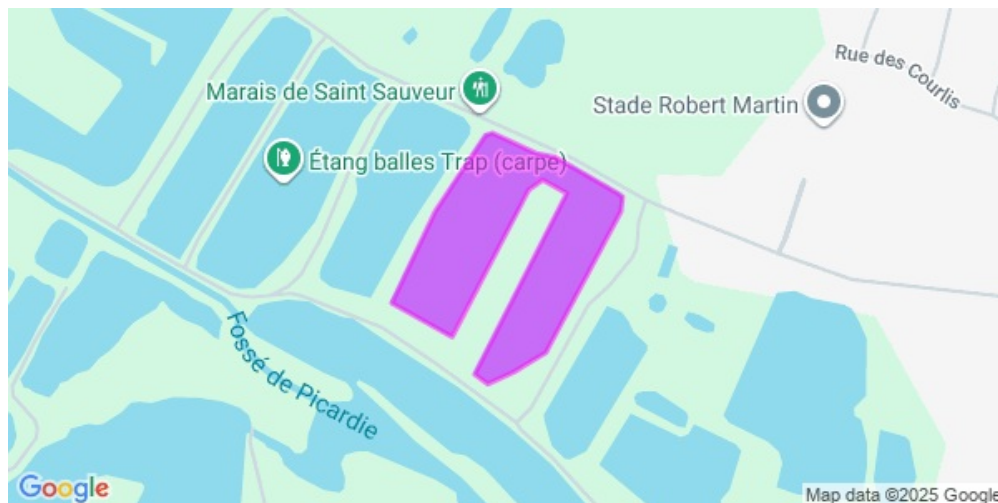 Rue des Courlis
Marais de Saint Sauveur
Stade Robert Martin
Étang balles Trap (carpe)
Fossé de Picardie
Google
Map data ©2025 Google